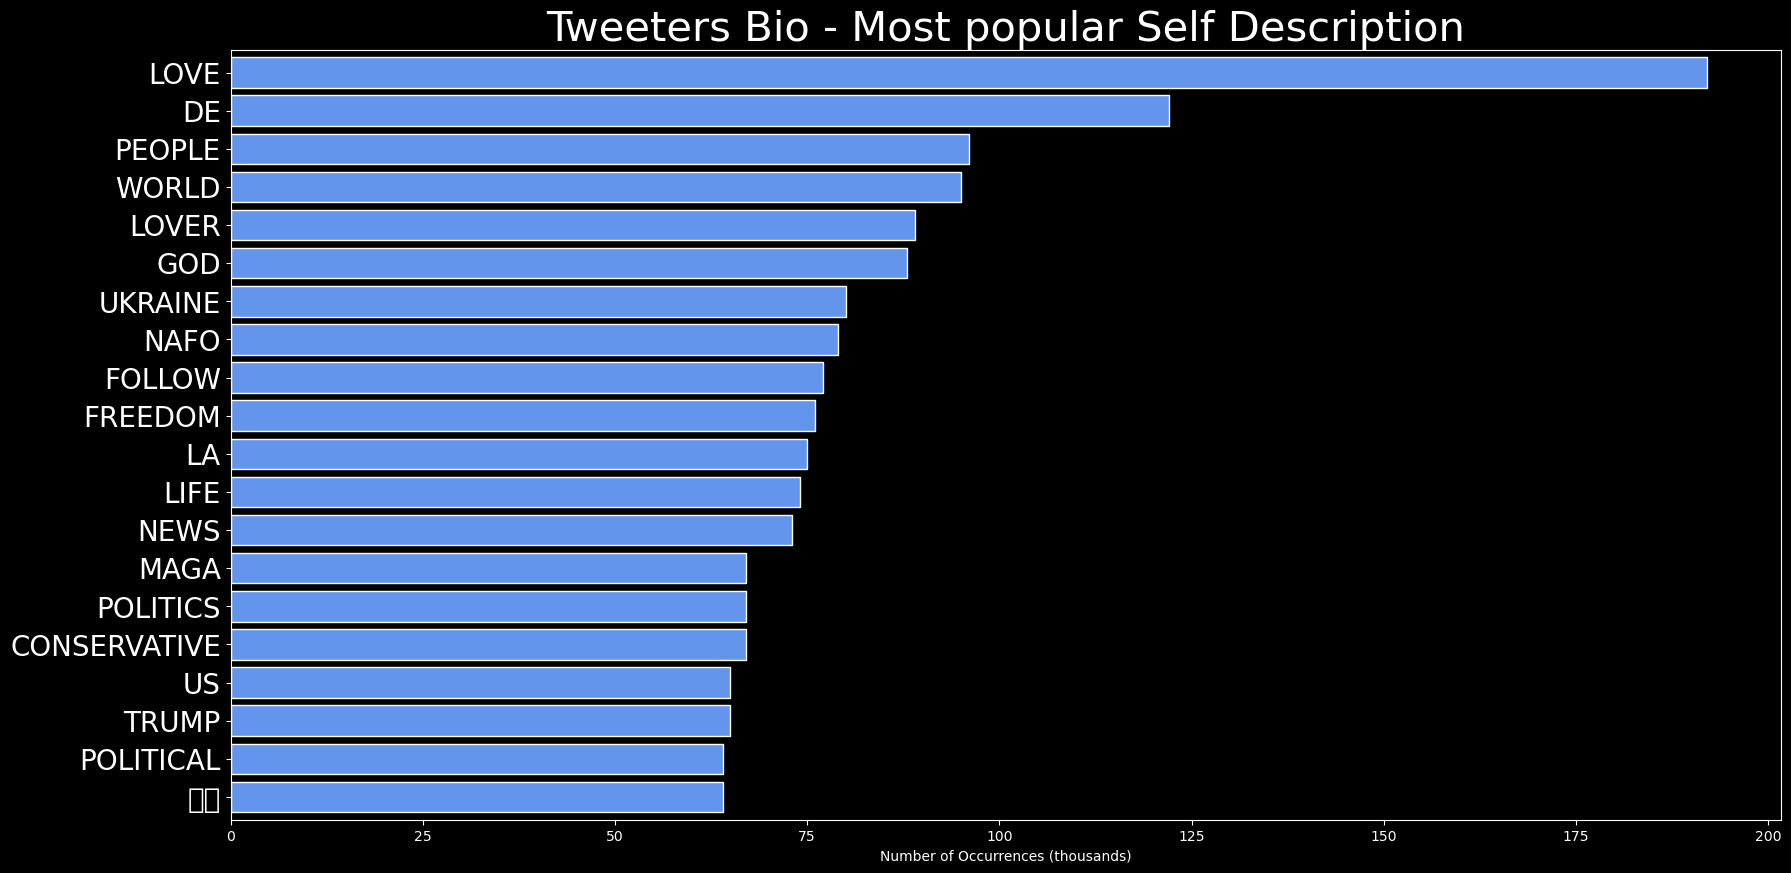 Tweeters Bio - Most popular Self Description
LOVE
DE
PEOPLE
WORLD
LOVER
GOD
UKRAINE
NAFO
FOLLOW
FREEDOM
LA
LIFE
NEWS
MAGA
POLITICS
CONSERVATIVE
US
TRUMP
POLITICAL
0 25 50 75 100 125 150 175 200
Number of Occurrences (thousands)